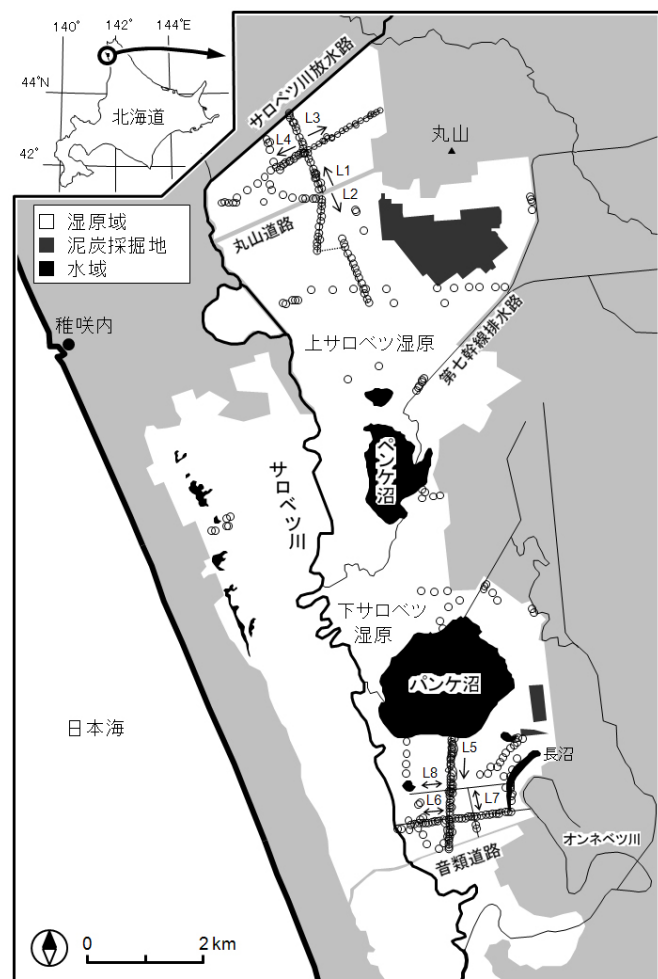 140°
142°
144°E
44°N
42°
北海道
サロベツ川放水路
丸山
L3
L4
L1
L2
丸山道路
湿原域
泥炭採掘地
水域
稚咲内
上サロベツ湿原
第七幹線排水路
ペンケ沼
サロベツ川
下サロベツ
湿原
パンケ沼
日本海
長沼
L5
L8
L6
L7
オンネベツ川
音類道路
0 2 km